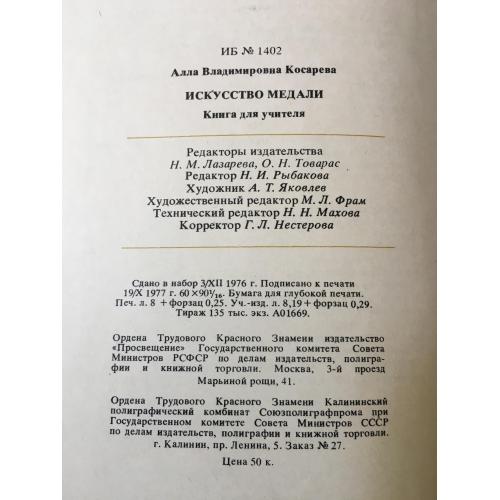 ИБ № 1402
Алла Владимировна Косарева
ИСКУССТВО МЕДАЛИ
Книга для учителя
Редакторы издательства
Н. М. Лазарева, О. Н. Товарас
Редактор Н. И. Рыбакова
Художник А. Т. Яковлев
Художественный редактор М. Л. Фрам
Технический редактор Н. Н. Махова
Корректор Г. Л. Нестерова
Сдано в набор 3/XII 1976 г. Подписано к печати
19/X 1977 г. 60×90¹/₁₆. Бумага для глубокой печати.
Печ. л. 8 + форзац 0,25. Уч.-изд. л. 8,19 + форзац 0,29.
Тираж 135 тыс. экз. А01669.
Ордена Трудового Красного Знамени издательство
«Просвещение» Государственного комитета Совета
Министров РСФСР по делам издательств, полигра-
фии и книжной торговли. Москва, 3-й проезд
Марьиной рощи, 41.
Ордена Трудового Красного Знамени Калининский
полиграфический комбинат Союзполиграфпрома при
Государственном комитете Совета Министров СССР
по делам издательств, полиграфии и книжной торговли.
г. Калинин, пр. Ленина, 5. Заказ № 27.
Цена 50 к.